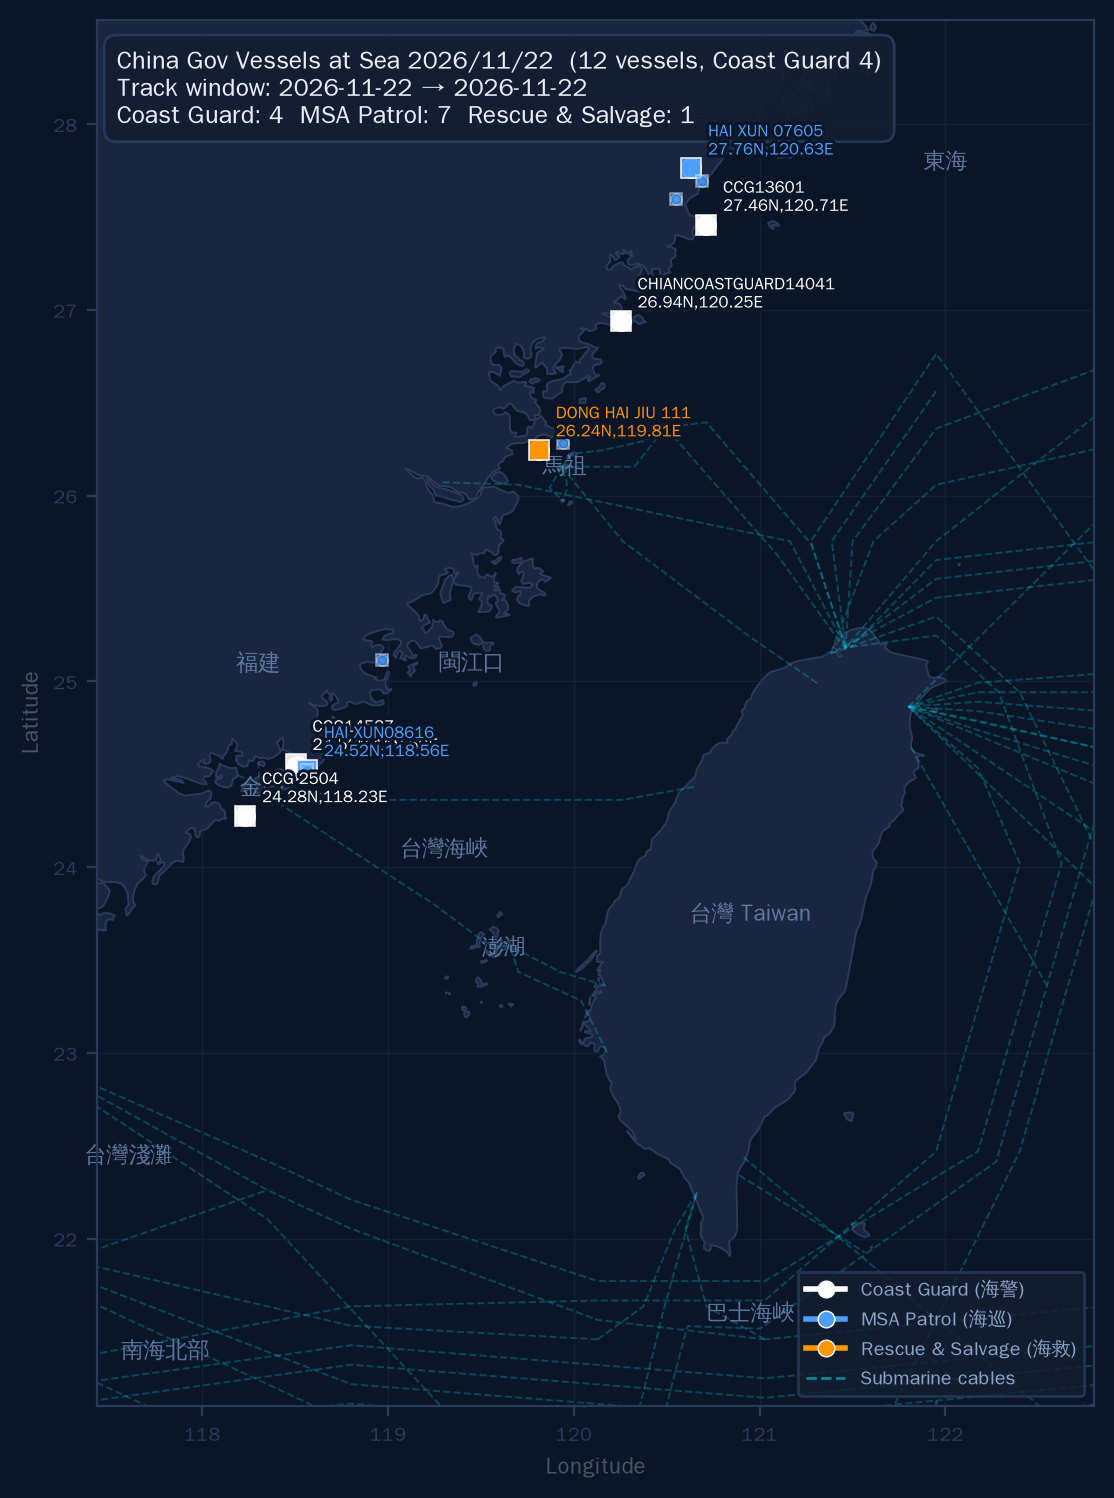 China Gov Vessels at Sea 2026/11/22 (12 vessels, Coast Guard 4)
Track window: 2026-11-22 → 2026-11-22
Coast Guard: 4 MSA Patrol: 7 Rescue & Salvage: 1
28
HAI XUN 07605
27.76N,120.63E
東海
CCG13601
27.46N,120.71E
CHIANCOASTGUARD14041
26.94N,120.25E
27
DONG HAI JIU 111
26.24N,119.81E
馬祖
26
福建
閩江口
25
HAI XUN08616
24.52N,118.56E
金
CCG 2504
24.28N,118.23E
台灣海峽
24
台灣 Taiwan
澎湖
23
台灣淺灘
22
巴士海峽
南海北部
Coast Guard (海警)
MSA Patrol (海巡)
Rescue & Salvage (海救)
Submarine cables
118
119
120
121
122
Longitude
Latitude